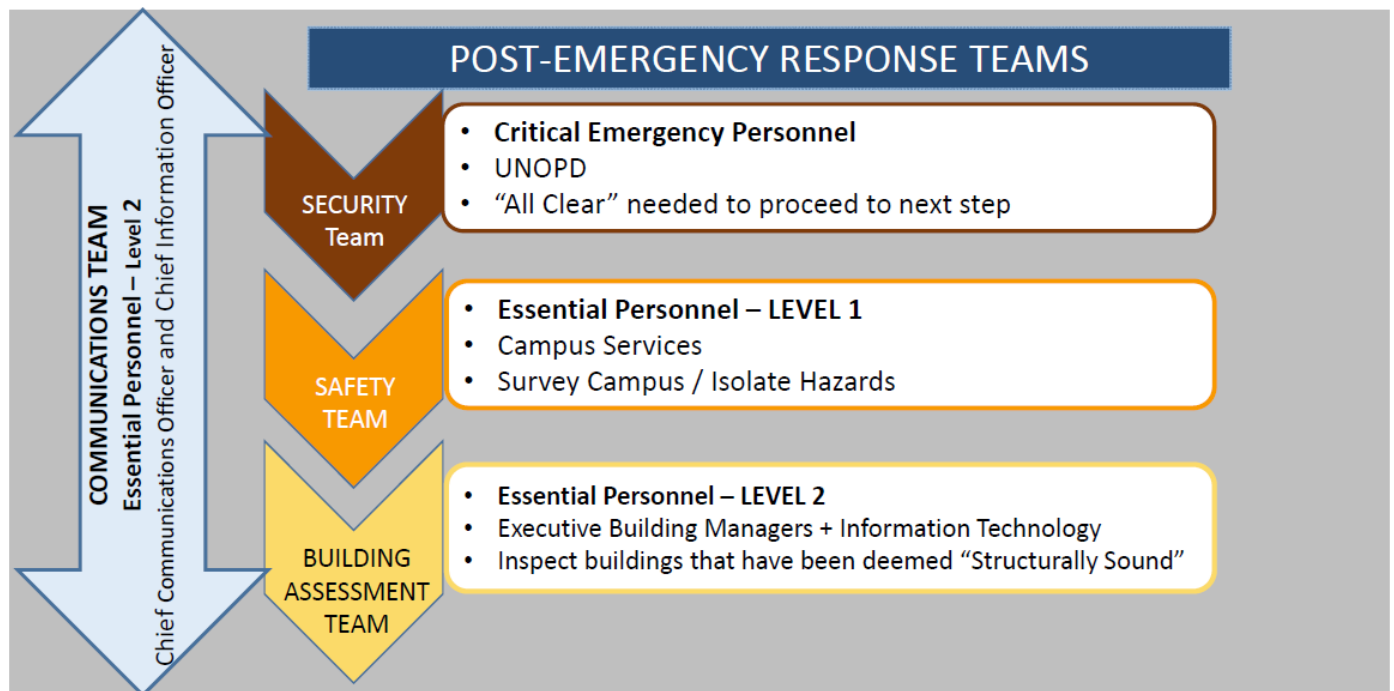 POST-EMERGENCY RESPONSE TEAMS
COMMUNICATIONS TEAM
Essential Personnel – Level 2
Chief Communications Officer and Chief Information Officer
SECURITY
Team
• Critical Emergency Personnel
• UNOPD
• “All Clear” needed to proceed to next step
SAFETY
TEAM
• Essential Personnel – LEVEL 1
• Campus Services
• Survey Campus / Isolate Hazards
BUILDING
ASSESSMENT
TEAM
• Essential Personnel – LEVEL 2
• Executive Building Managers + Information Technology
• Inspect buildings that have been deemed “Structurally Sound”